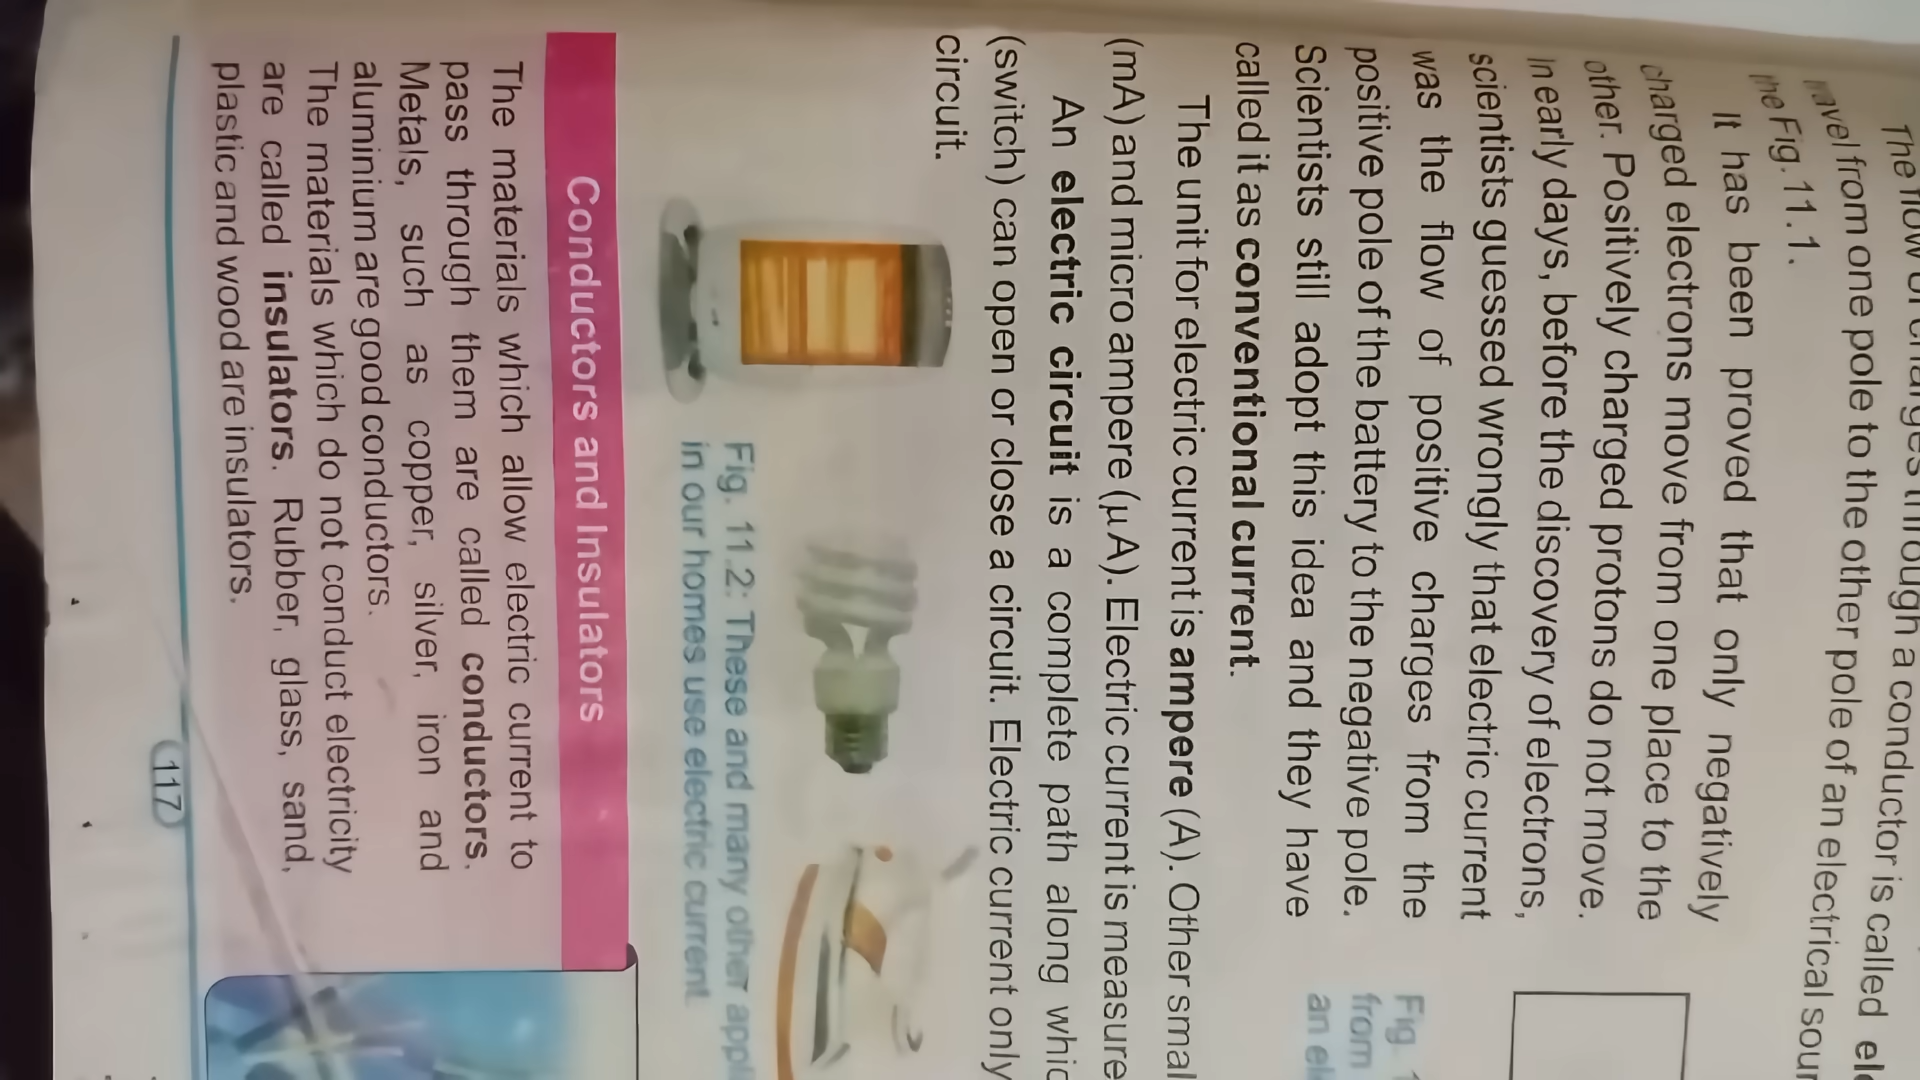 The flow of charges through a conductor is called
travel from one pole to the other pole of an electrical
the Fig. 11.1.
It has been proved that only negatively
charged electrons move from one place to the
other. Positively charged protons do not move.
In early days, before the discovery of electrons,
scientists guessed wrongly that electric current
was the flow of positive charges from the
positive pole of the battery to the negative pole.
Scientists still adopt this idea and they have
called it as conventional current.
Fig.
from
an
The unit for electric current is ampere (A). Other
(mA) and micro ampere (µA). Electric current is measure
An electric circuit is a complete path along
(switch) can open or close a circuit. Electric current only
circuit.
Fig. 11.2: These and many other
in our homes use electric current.
Conductors and Insulators
The materials which allow electric current to
pass through them are called conductors.
Metals, such as copper, silver, iron and
aluminium are good conductors.
The materials which do not conduct electricity
are called insulators. Rubber, glass, sand,
plastic and wood are insulators.
117